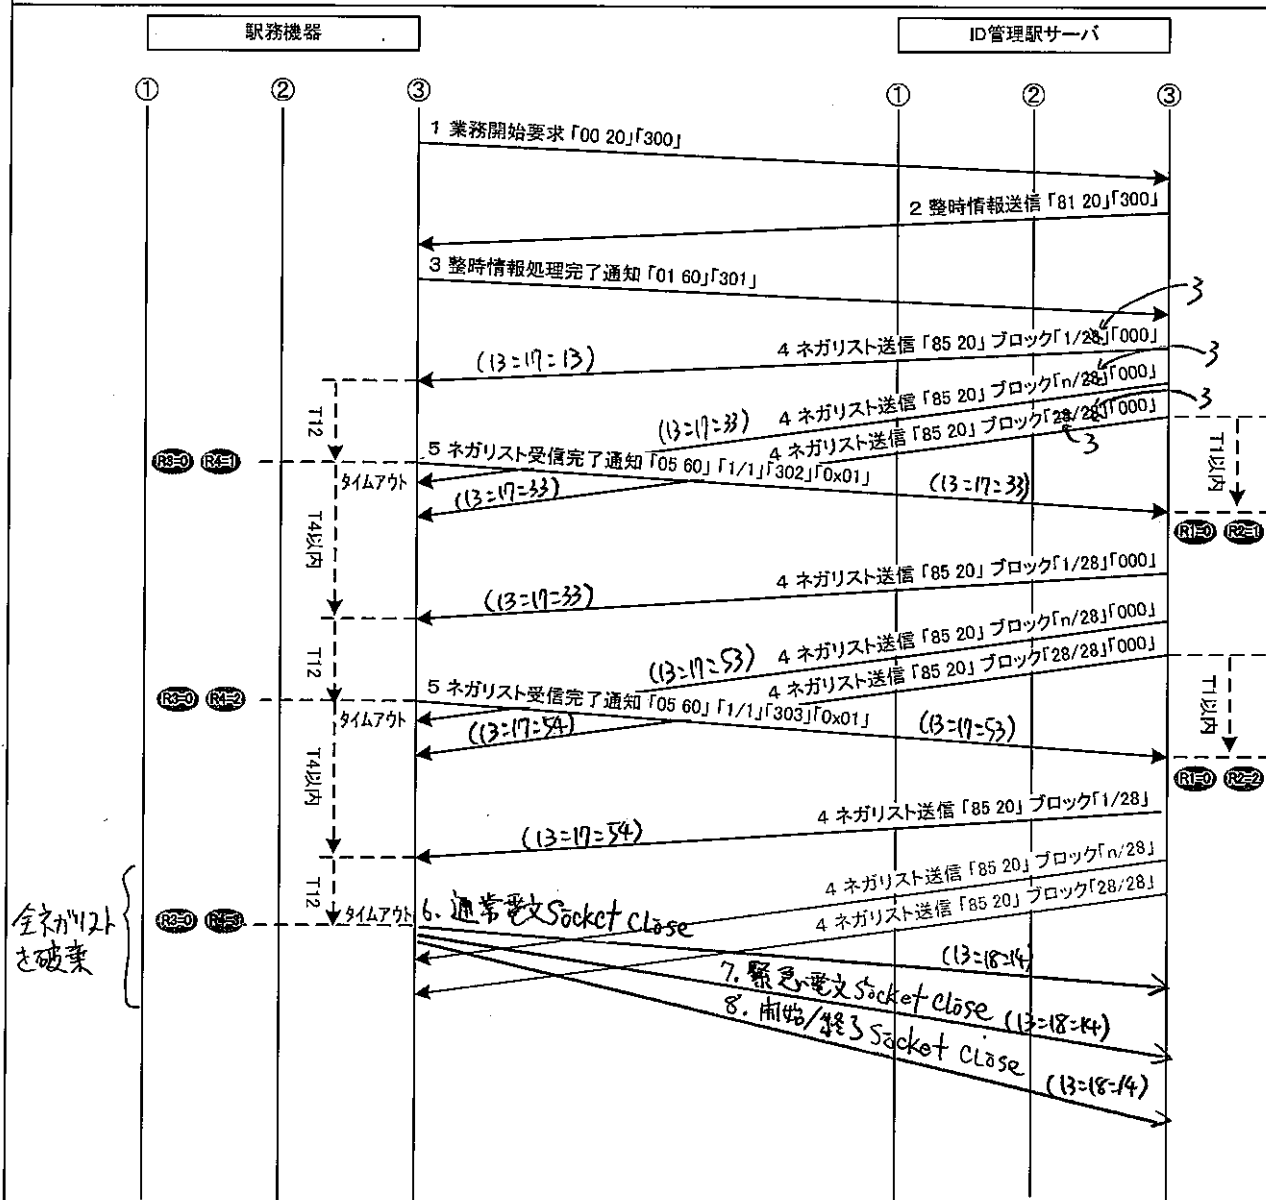 駅務機器
ID管理駅サーバ
① ② ③ ① ② ③
1 業務開始要求「00 20」「300」
2 整時情報送信「81 20」「300」
3 整時情報処理完了通知「01 60」「301」
3
4 ネガリスト送信「85 20」ブロック「1/28」「000」
(13=17=13)
3
4 ネガリスト送信「85 20」ブロック「n/28」「000」
(13=17=33)
3
4 ネガリスト送信「85 20」ブロック「28/28」「000」
3
T12
T1以内
5 ネガリスト受信完了通知「05 60」「1/1」「302」「0x01」
R3=0 R4=1
タイムアウト
(13=17=33)
(13=17=33)
R1=0 R2=1
T4以内
4 ネガリスト送信「85 20」ブロック「1/28」「000」
(13=17=33)
4 ネガリスト送信「85 20」ブロック「n/28」「000」
(13=17=53)
4 ネガリスト送信「85 20」ブロック「28/28」「000」
T12
T1以内
5 ネガリスト受信完了通知「05 60」「1/1」「303」「0x01」
R3=0 R4=2
タイムアウト
(13=17=54)
(13=17=53)
R1=0 R2=2
T4以内
4 ネガリスト送信「85 20」ブロック「1/28」
(13=17=54)
4 ネガリスト送信「85 20」ブロック「n/28」
4 ネガリスト送信「85 20」ブロック「28/28」
T12
全ネガリスト
を破棄
R3=0
タイムアウト
6. 通常電文Socket close
(13=18=14)
7. 緊急電文Socket close (13=18=14)
8. 開始/終了Socket close
(13=18=14)